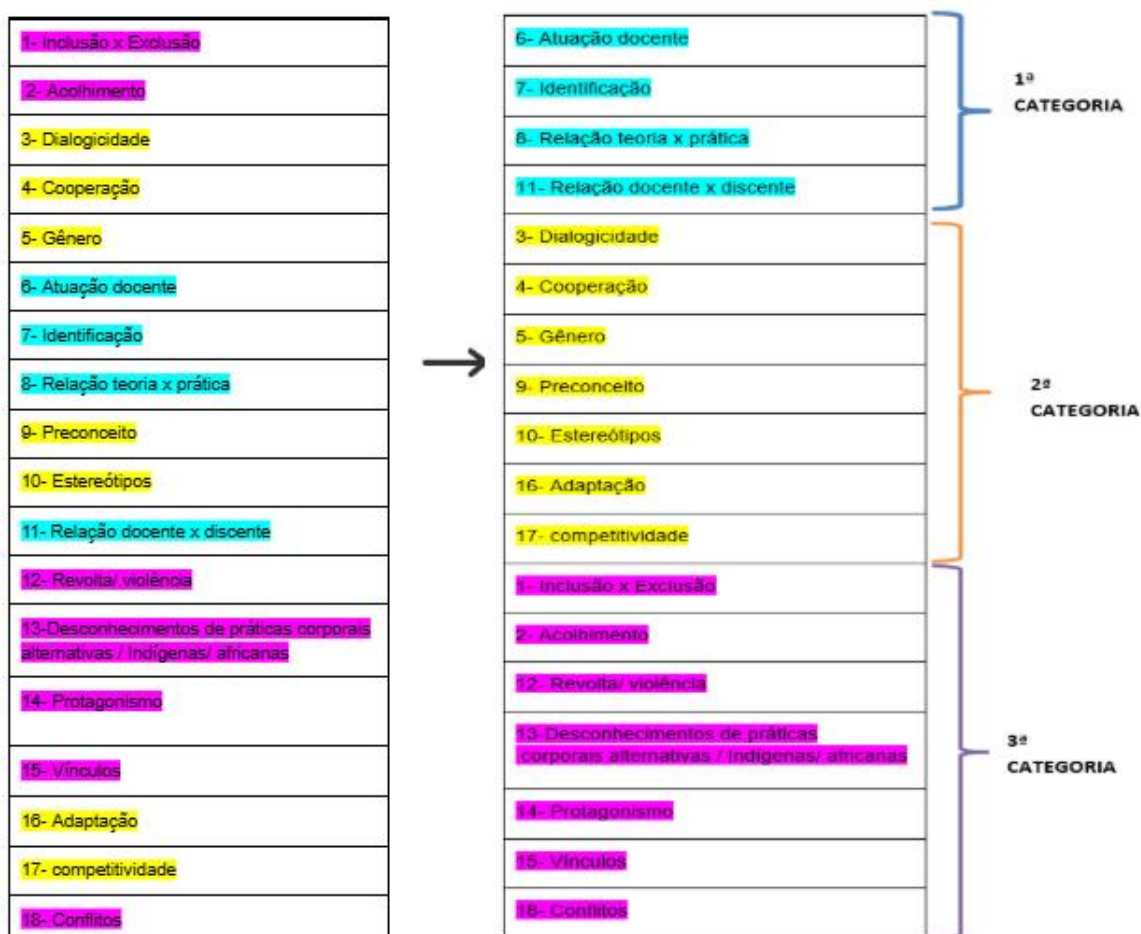 1- Inclusão x Exclusão
2- Acolhimento
3- Dialogicidade
4- Cooperação
5- Gênero
6- Atuação docente
7- Identificação
8- Relação teoria x prática
9- Preconceito
10- Estereótipos
11- Relação docente x discente
12- Revolta/ violência
13-Desconhecimentos de práticas corporais
alternativas / Indígenas/ africanas
14- Protagonismo
15- Vínculos
16- Adaptação
17- competitividade
18- Conflitos
6- Atuação docente
7- Identificação
8- Relação teoria x prática
11- Relação docente x discente
3- Dialogicidade
4- Cooperação
5- Gênero
9- Preconceito
10- Estereótipos
16- Adaptação
17- competitividade
1- Inclusão x Exclusão
2- Acolhimento
12- Revolta/ violência
13-Desconhecimentos de práticas
corporais alternativas / Indígenas/ africanas
14- Protagonismo
15- Vínculos
18- Conflitos
1ª
CATEGORIA
2ª
CATEGORIA
3ª
CATEGORIA